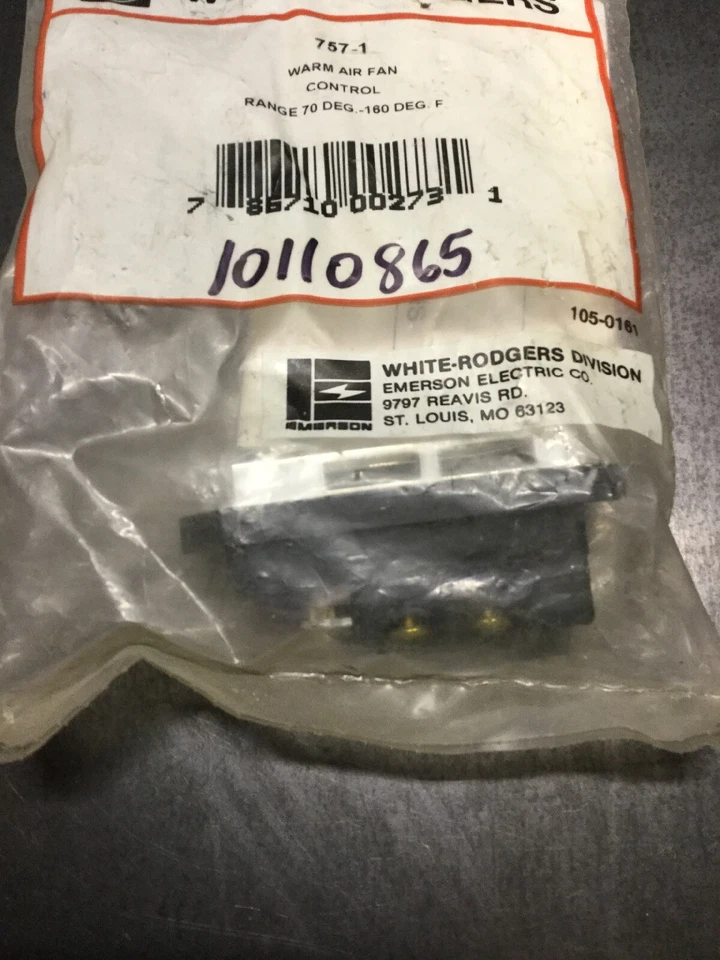 757-1
WARM AIR FAN
CONTROL
RANGE 70 DEG.-160 DEG. F
7 85710 00273 1
10110865
105-0161
WHITE-RODGERS DIVISION
EMERSON ELECTRIC CO.
9797 REAVIS RD.
ST. LOUIS, MO 63123
EMERSON